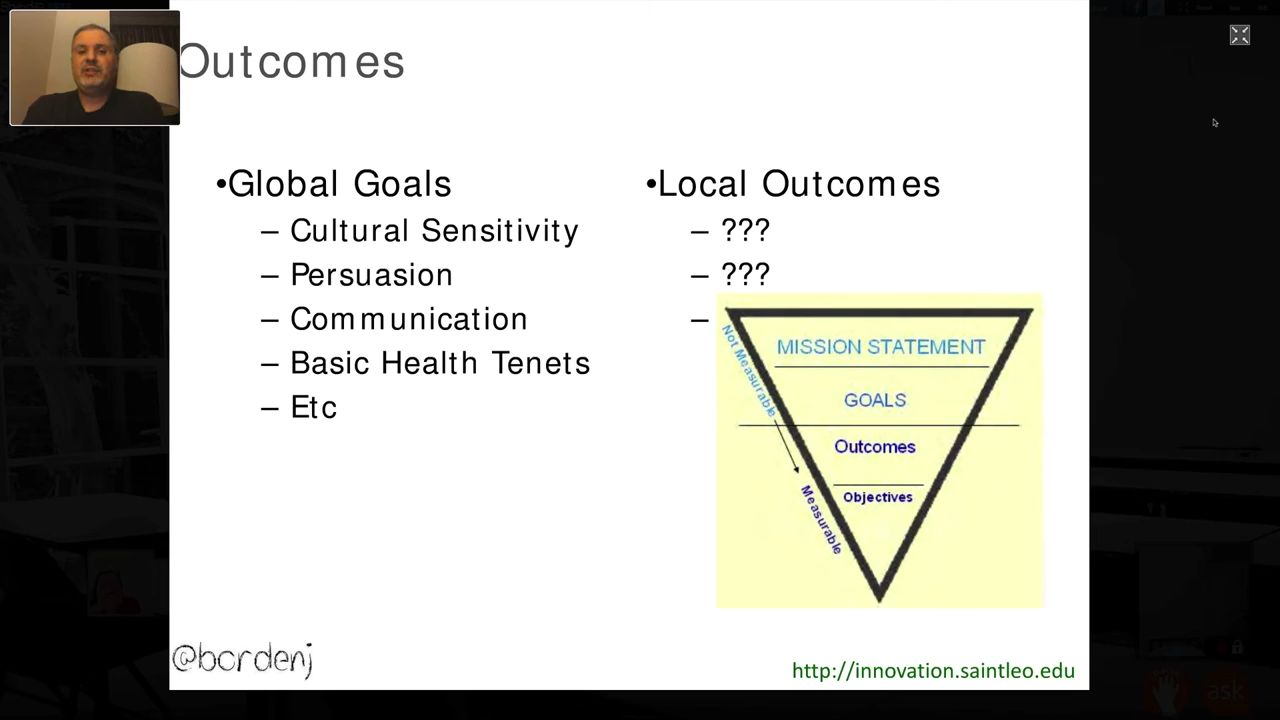 Outcomes
•Global Goals
– Cultural Sensitivity
– Persuasion
– Communication
– Basic Health Tenets
– Etc
•Local Outcomes
– ???
– ???
–
MISSION STATEMENT
GOALS
Outcomes
Objectives
Not Measurable
Measurable
@bordenj
http://innovation.saintleo.edu
ask